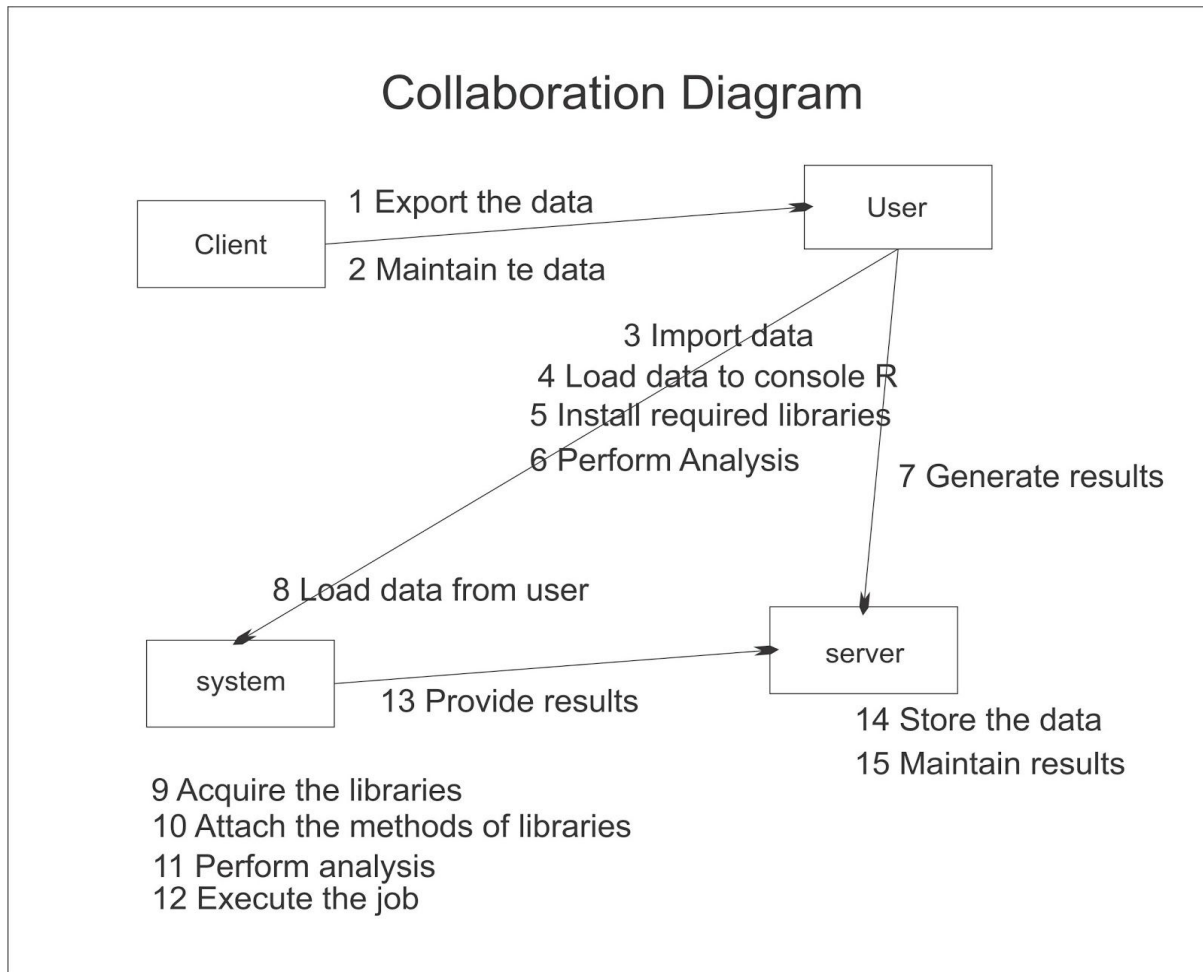 Collaboration Diagram
Client
1 Export the data
2 Maintain te data
User
3 Import data
4 Load data to console R
5 Install required libraries
6 Perform Analysis
7 Generate results
8 Load data from user
system
13 Provide results
server
14 Store the data
15 Maintain results
9 Acquire the libraries
10 Attach the methods of libraries
11 Perform analysis
12 Execute the job